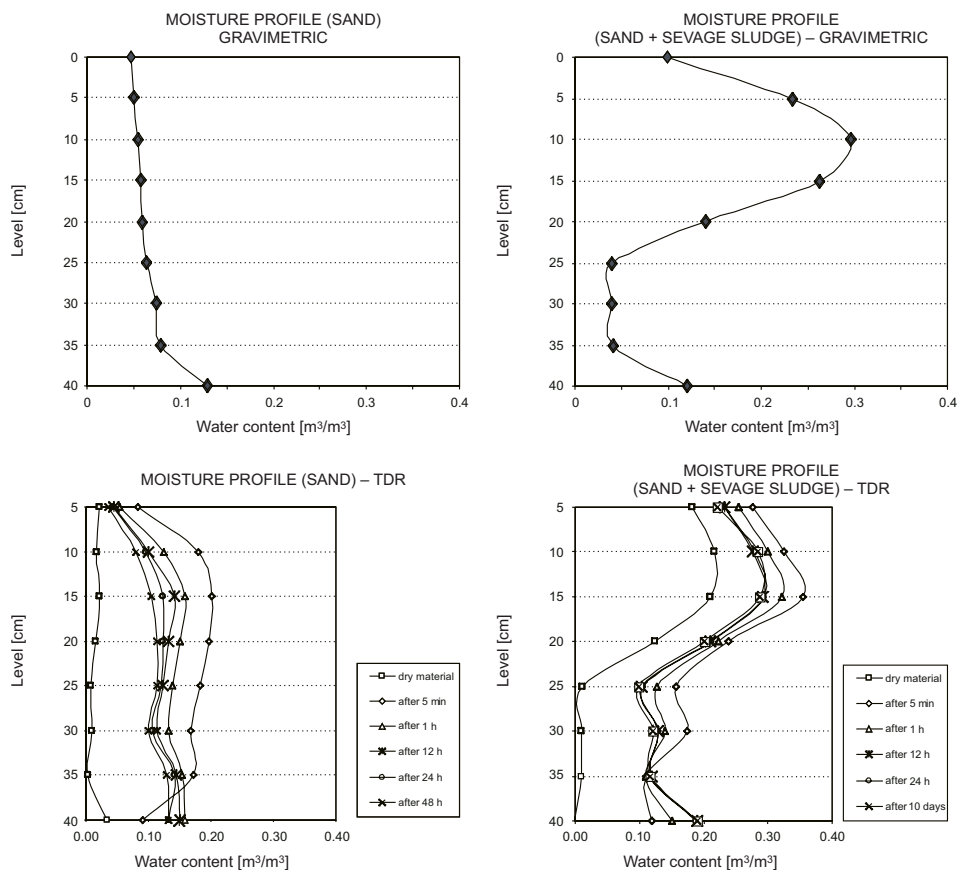 MOISTURE PROFILE (SAND)
GRAVIMETRIC
0
5
10
15
20
25
30
35
40
Level [cm]
0
0.1
0.2
0.3
0.4
Water content [m³/m³]
MOISTURE PROFILE
(SAND + SEVAGE SLUDGE) – GRAVIMETRIC
0
5
10
15
20
25
30
35
40
Level [cm]
0
0.1
0.2
0.3
0.4
Water content [m³/m³]
MOISTURE PROFILE (SAND) – TDR
5
10
15
20
25
30
35
40
Level [cm]
0.00
0.10
0.20
0.30
0.40
Water content [m³/m³]
dry material
after 5 min
after 1 h
after 12 h
after 24 h
after 48 h
MOISTURE PROFILE
(SAND + SEVAGE SLUDGE) – TDR
5
10
15
20
25
30
35
40
Level [cm]
0.00
0.10
0.20
0.30
0.40
Water content [m³/m³]
dry material
after 5 min
after 1 h
after 12 h
after 24 h
after 10 days